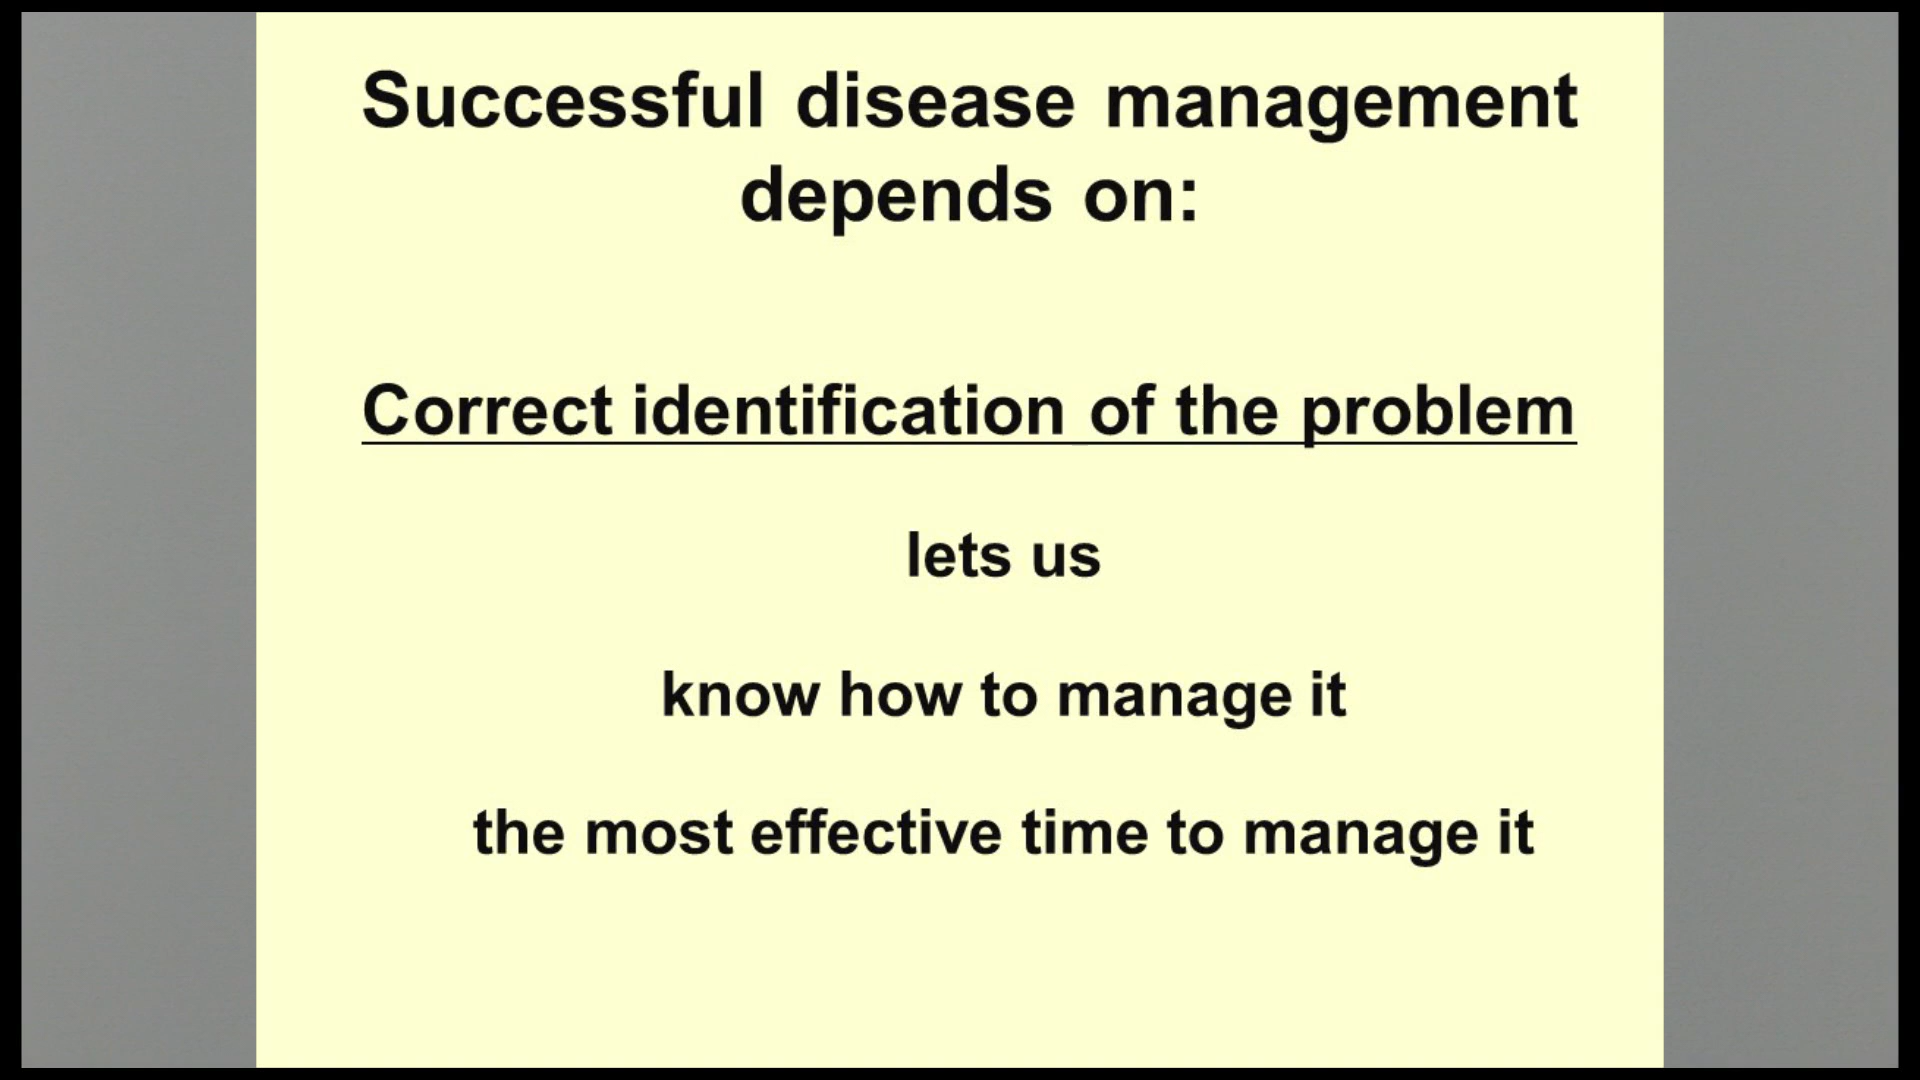 Successful disease management
depends on:
Correct identification of the problem
lets us
know how to manage it
the most effective time to manage it